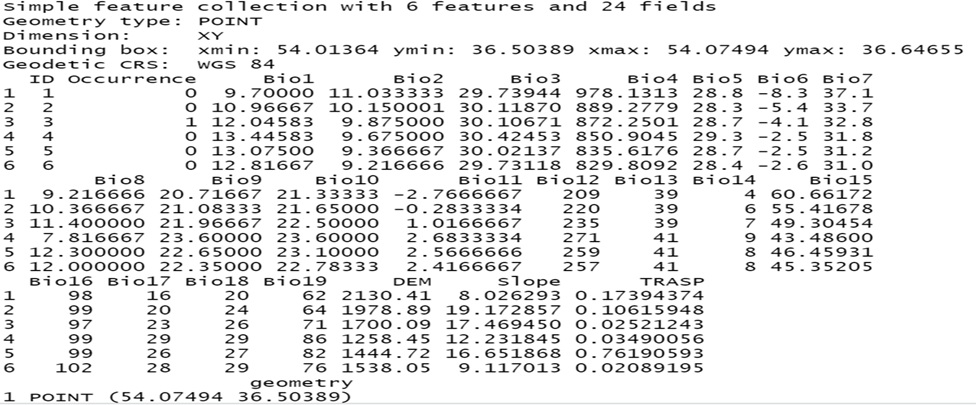 Simple feature collection with 6 features and 24 fields
Geometry type: POINT
Dimension:     XY
Bounding box:  xmin: 54.01364 ymin: 36.50389 xmax: 54.07494 ymax: 36.64655
Geodetic CRS:  WGS 84
  ID Occurrence     Bio1      Bio2     Bio3     Bio4 Bio5 Bio6 Bio7
1  1          0  9.70000 11.033333 29.73944 978.1313 28.8 -8.3 37.1
2  2          0 10.96667 10.150001 30.11870 889.2779 28.3 -5.4 33.7
3  3          1 12.04583  9.875000 30.10671 872.2501 28.7 -4.1 32.8
4  4          0 13.44583  9.675000 30.42453 850.9045 29.3 -2.5 31.8
5  5          0 13.07500  9.366667 30.02137 835.6176 28.7 -2.5 31.2
6  6          0 12.81667  9.216666 29.73118 829.8092 28.4 -2.6 31.0
       Bio8     Bio9    Bio10      Bio11 Bio12 Bio13 Bio14    Bio15
1  9.216666 20.71667 21.33333 -2.7666667   209    39     4 60.66172
2 10.366667 21.08333 21.65000 -0.2833334   220    39     6 55.41678
3 11.400000 21.96667 22.50000  1.0166667   235    39     7 49.30454
4  7.816667 23.60000 23.60000  2.6833334   271    41     9 43.48600
5 12.300000 22.65000 23.10000  2.5666666   259    41     8 46.45931
6 12.000000 22.35000 22.78333  2.4166667   257    41     8 45.35205
  Bio16 Bio17 Bio18 Bio19     DEM     Slope      TRASP
1    98    16    20    62 2130.41  8.026293 0.17394374
2    99    20    24    64 1978.89 19.172857 0.10615948
3    97    23    26    71 1700.09 17.469450 0.02521243
4    99    29    29    86 1258.45 12.231845 0.03490056
5    99    26    27    82 1444.72 16.651868 0.76190593
6   102    28    29    76 1538.05  9.117013 0.02089195
                   geometry
1 POINT (54.07494 36.50389)